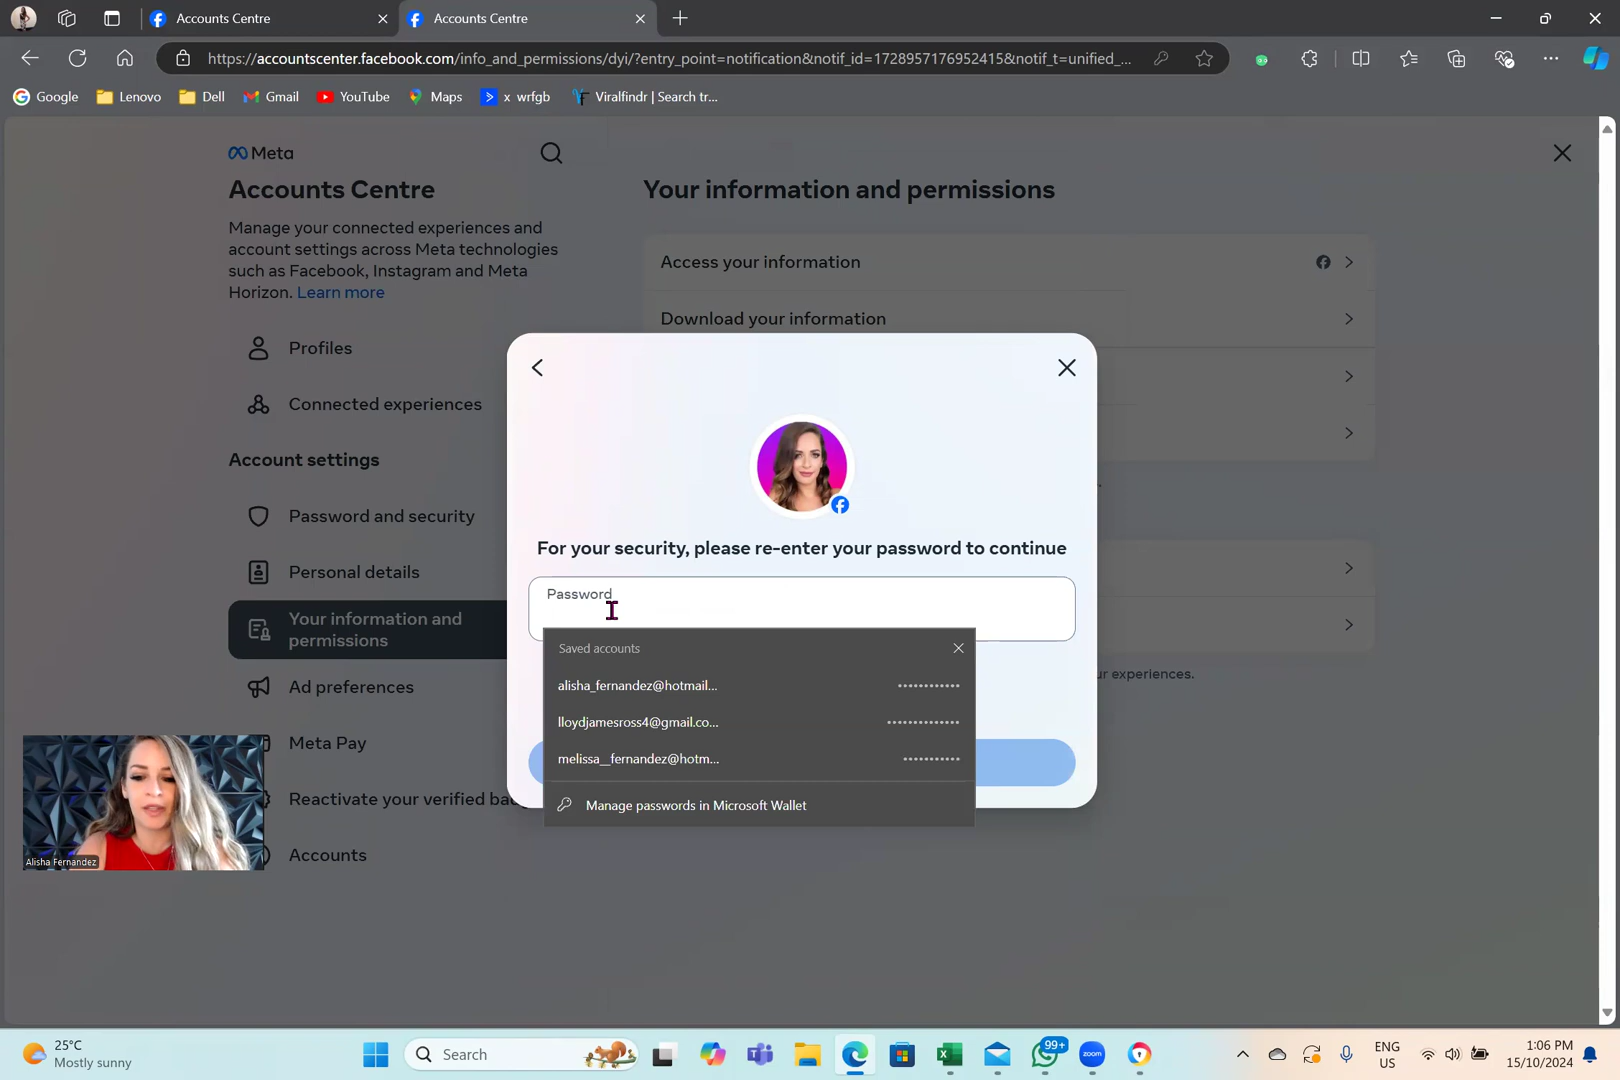 Accounts Centre
Accounts Centre
https://accountscenter.facebook.com/info_and_permissions/dyi/?entry_point=notification&notif_id=1728957176952415&notif_t=unified_...
Google
Lenovo
Dell
Gmail
YouTube
Maps
x wrfgb
Viralfindr | Search tr...
Meta
Accounts Centre
Manage your connected experiences and
account settings across Meta technologies
such as Facebook, Instagram and Meta
Horizon. Learn more
Profiles
Connected experiences
Account settings
Password and security
Personal details
Your information and
permissions
Ad preferences
Meta Pay
Reactivate your verified ba
Accounts
Your information and permissions
Access your information
Download your information
ur experiences.
For your security, please re-enter your password to continue
Password
Saved accounts
alisha_fernandez@hotmail...
lloydjamesross4@gmail.co...
melissa__fernandez@hotm...
Manage passwords in Microsoft Wallet
Alisha Fernandez
25°C
Mostly sunny
Search
99+
zoom
ENG
US
1:06 PM
15/10/2024